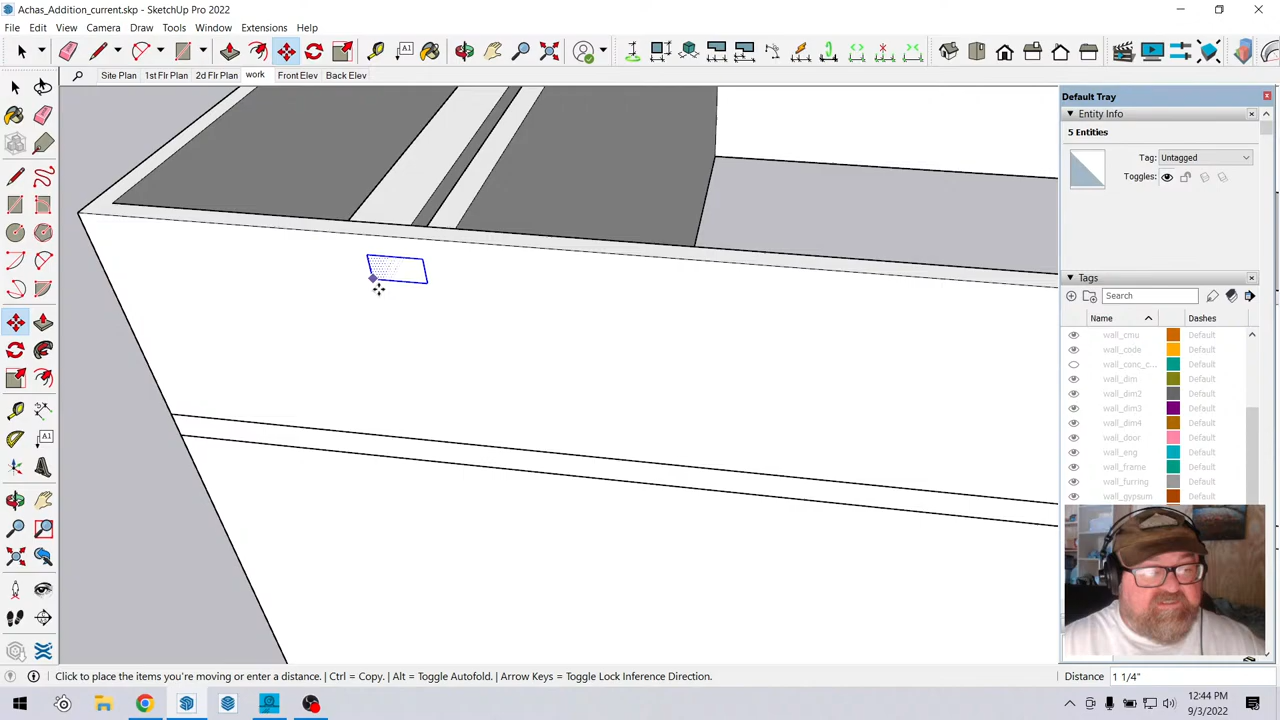 Achas_Addition_current.skp - SketchUp Pro 2022
File Edit View Camera Draw Tools Window Extensions Help
Site Plan 1st Flr Plan 2d Flr Plan work Front Elev Back Elev
Default Tray
Entity Info
5 Entities
Tag: Untagged
Toggles:
Tags
Search
Name Dashes
wall_cmu Default
wall_code Default
wall_conc_c... Default
wall_dim Default
wall_dim2 Default
wall_dim3 Default
wall_dim4 Default
wall_door Default
wall_eng Default
wall_frame Default
wall_furring Default
wall_gypsum Default
Click to place the items you're moving or enter a distance. | Ctrl = Copy. | Alt = Toggle Autofold. | Arrow Keys = Toggle Lock Inference Direction.
Distance 1 1/4"
12:44 PM
9/3/2022